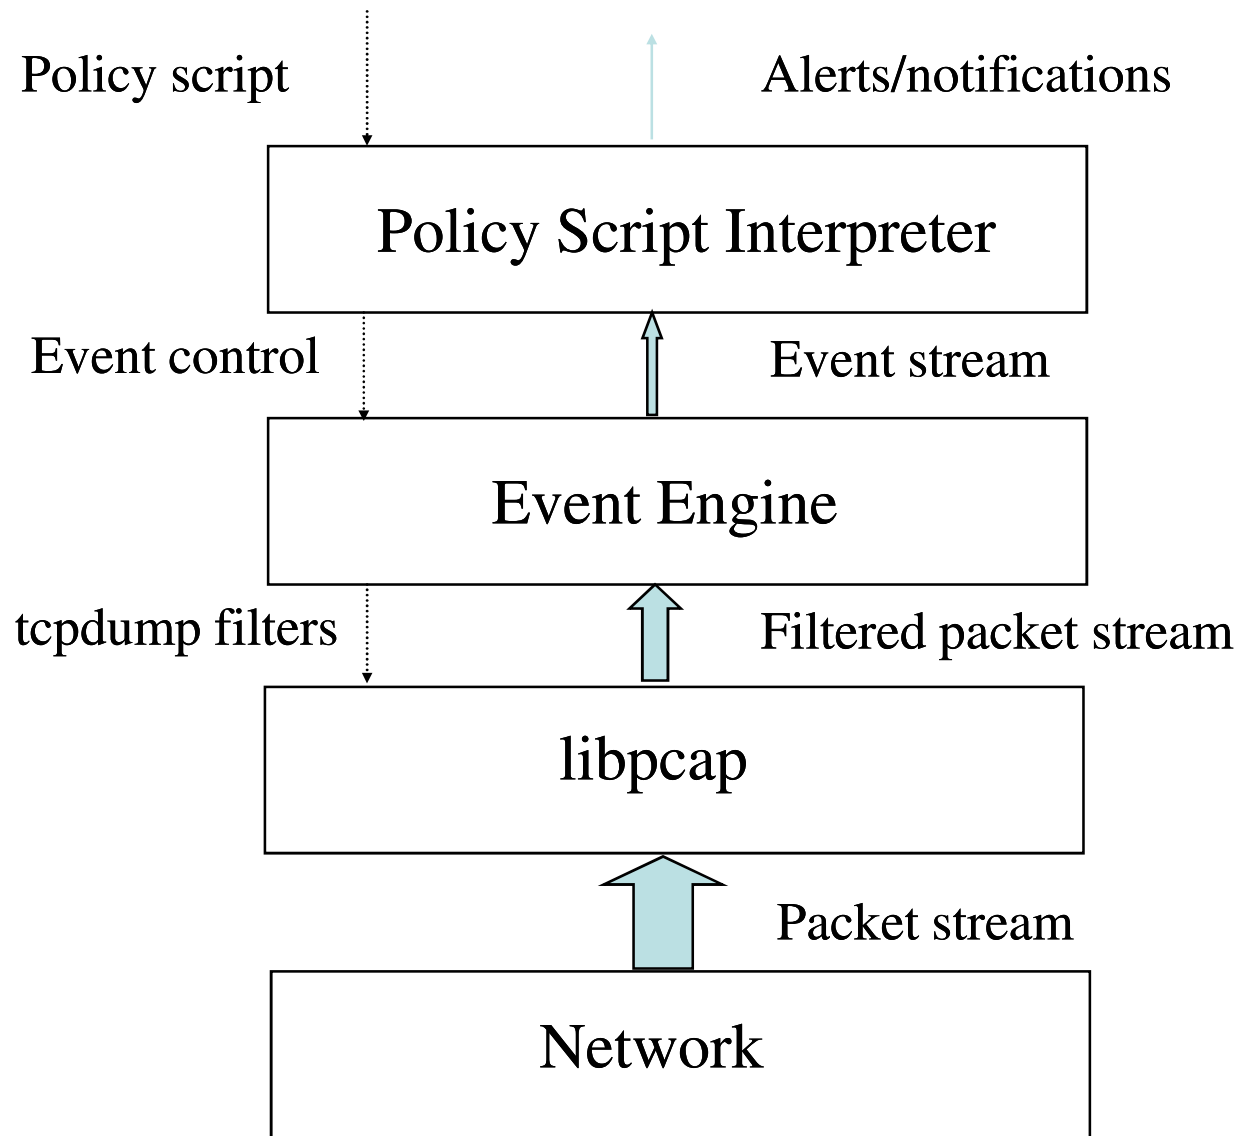 Policy script
Alerts/notifications
Policy Script Interpreter
Event control
Event stream
Event Engine
tcpdump filters
Filtered packet stream
libpcap
Packet stream
Network